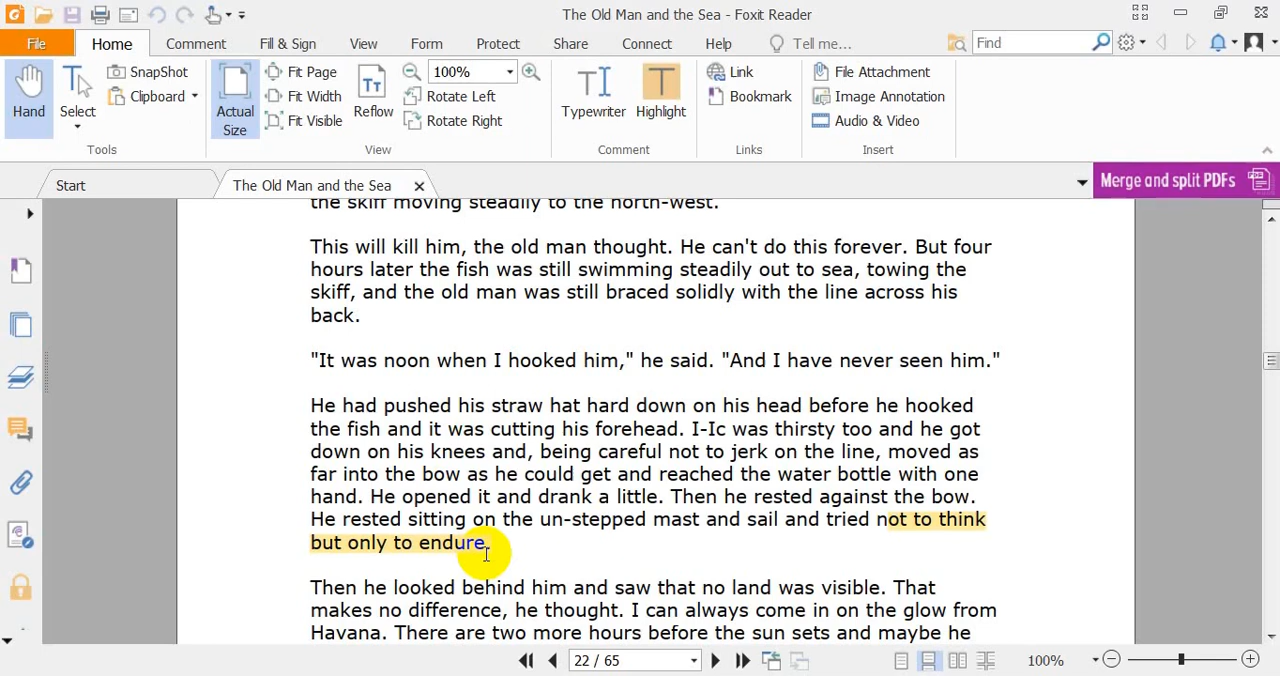 The Old Man and the Sea - Foxit Reader
File Home Comment Fill & Sign View Form Protect Share Connect Help Tell me... Find
Hand
Select
SnapShot
Clipboard
Tools
Actual Size
Fit Page
Fit Width
Fit Visible
Reflow
100%
Rotate Left
Rotate Right
View
Typewriter
Highlight
Comment
Link
Bookmark
Links
File Attachment
Image Annotation
Audio & Video
Insert
Start The Old Man and the Sea Merge and split PDFs
the skiff moving steadily to the north-west.
This will kill him, the old man thought. He can't do this forever. But four
hours later the fish was still swimming steadily out to sea, towing the
skiff, and the old man was still braced solidly with the line across his
back.
"It was noon when I hooked him," he said. "And I have never seen him."
He had pushed his straw hat hard down on his head before he hooked
the fish and it was cutting his forehead. I-Ic was thirsty too and he got
down on his knees and, being careful not to jerk on the line, moved as
far into the bow as he could get and reached the water bottle with one
hand. He opened it and drank a little. Then he rested against the bow.
He rested sitting on the un-stepped mast and sail and tried not to think
but only to endure.
Then he looked behind him and saw that no land was visible. That
makes no difference, he thought. I can always come in on the glow from
Havana. There are two more hours before the sun sets and maybe he
22 / 65 100%